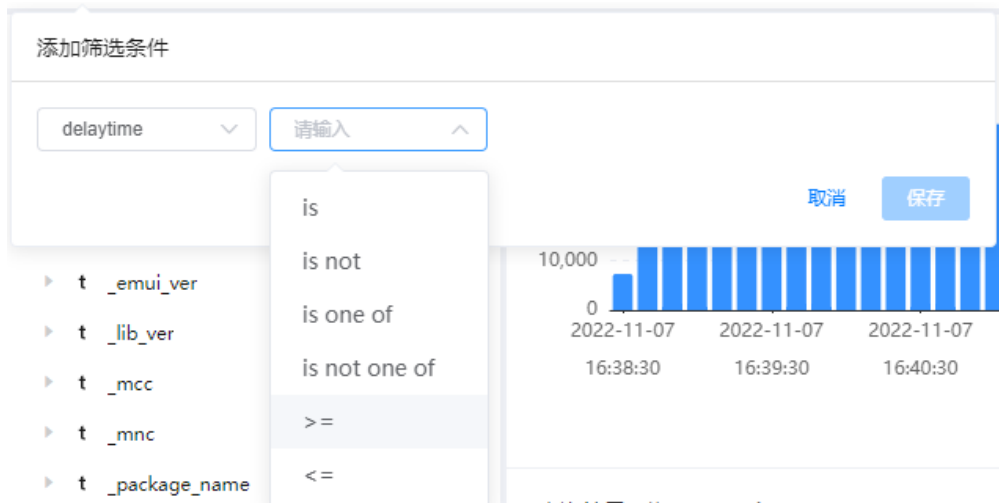 添加筛选条件
delaytime
请输入
is
is not
is one of
is not one of
>=
<=
取消
保存
t _emui_ver
t _lib_ver
t _mcc
t _mnc
t _package_name
10,000
0
2022-11-07 2022-11-07 2022-11-07
16:38:30 16:39:30 16:40:30